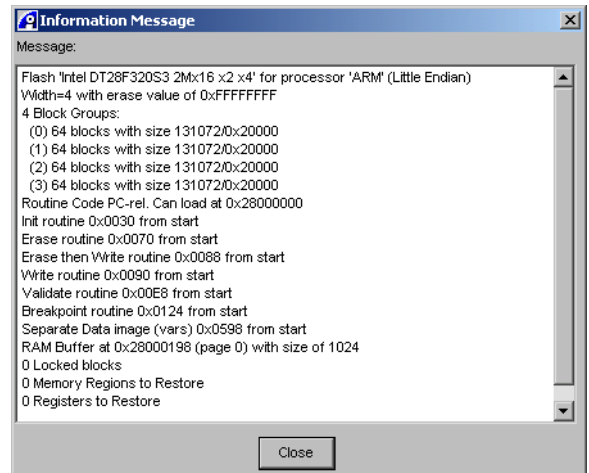 Information Message
Message:
Flash 'Intel DT28F320S3 2Mx16 x2 x4' for processor 'ARM' (Little Endian)
Width=4 with erase value of 0xFFFFFFFF
4 Block Groups:
(0) 64 blocks with size 131072/0x20000
(1) 64 blocks with size 131072/0x20000
(2) 64 blocks with size 131072/0x20000
(3) 64 blocks with size 131072/0x20000
Routine Code PC-rel. Can load at 0x28000000
Init routine 0x0030 from start
Erase routine 0x0070 from start
Erase then Write routine 0x0088 from start
Write routine 0x0090 from start
Validate routine 0x00E8 from start
Breakpoint routine 0x0124 from start
Separate Data image (vars) 0x0598 from start
RAM Buffer at 0x28000198 (page 0) with size of 1024
0 Locked blocks
0 Memory Regions to Restore
0 Registers to Restore
Close